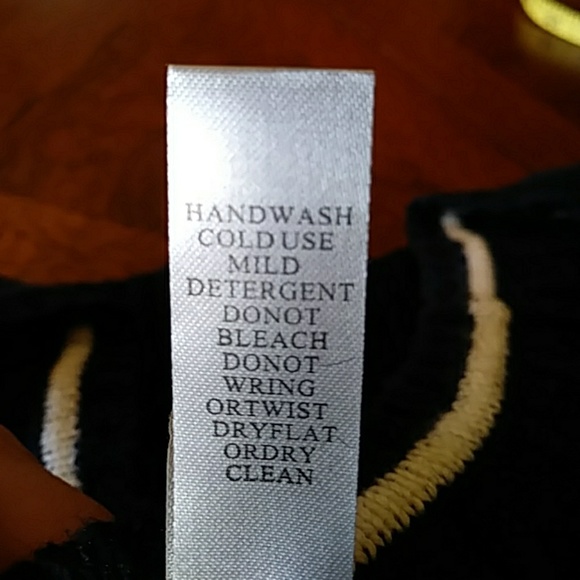 HANDWASH
COLD USE
MILD
DETERGENT
DONOT
BLEACH
DONOT
WRING
ORTWIST
DRYFLAT
ORDRY
CLEAN